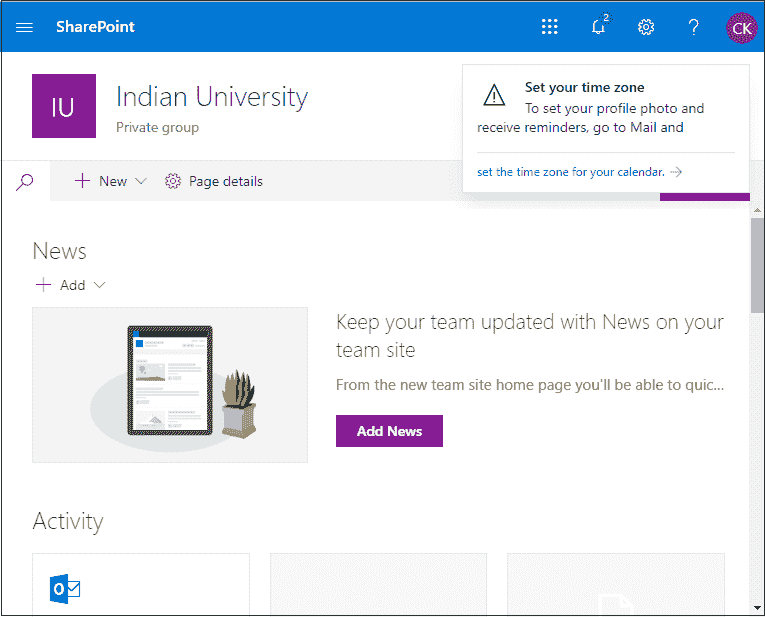 SharePoint
2
CK
IU
Indian University
Private group
Set your time zone
To set your profile photo and
receive reminders, go to Mail and
set the time zone for your calendar.
New
Page details
News
Add
Keep your team updated with News on your
team site
From the new team site home page you'll be able to quic...
Add News
Activity